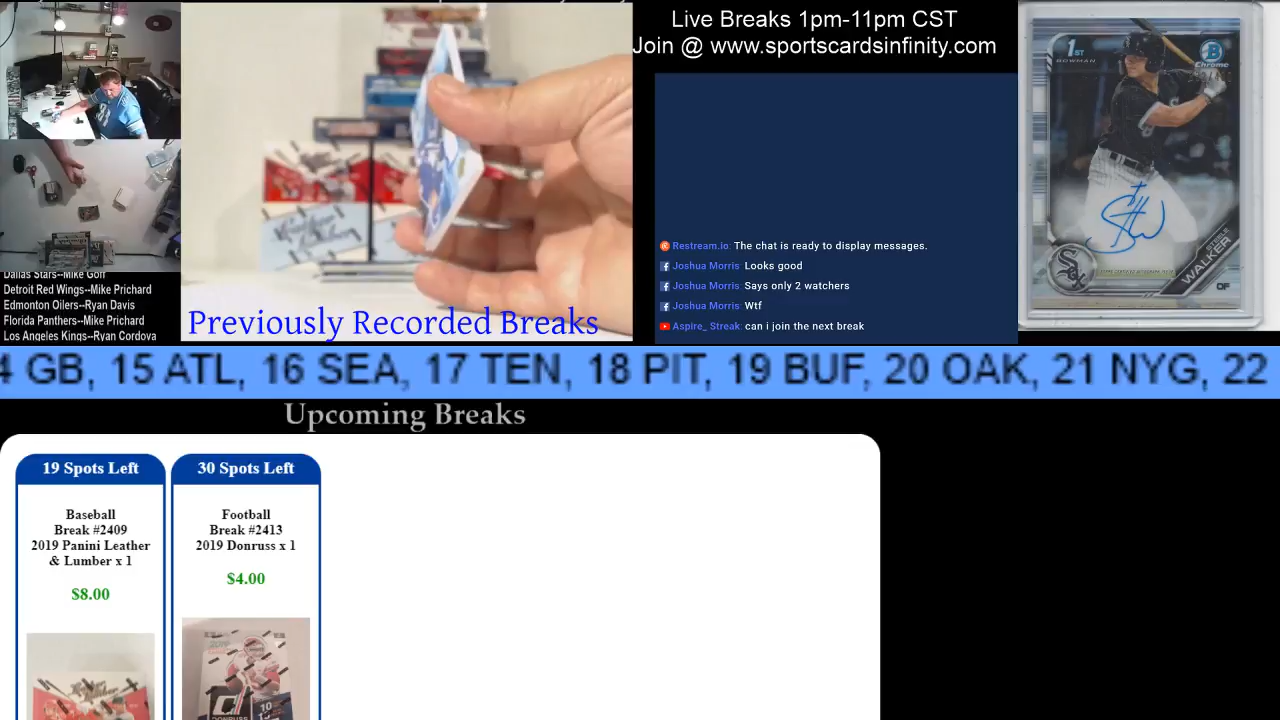 Live Breaks 1pm-11pm CST
Join @ www.sportscardsinfinity.com
Dallas Stars--Mike Goff
Detroit Red Wings--Mike Prichard
Edmonton Oilers--Ryan Davis
Florida Panthers--Mike Prichard
Los Angeles Kings--Ryan Cordova
Previously Recorded Breaks
Restream.io: The chat is ready to display messages.
Joshua Morris Looks good
Joshua Morris Says only 2 watchers
Joshua Morris Wtf
Aspire_ Streak: can i join the next break
1ST
BOWMAN
B
Chrome
STEELE
WALKER
OF
Sox
4 GB, 15 ATL, 16 SEA, 17 TEN, 18 PIT, 19 BUF, 20 OAK, 21 NYG, 22
Upcoming Breaks
19 Spots Left
Baseball
Break #2409
2019 Panini Leather
& Lumber x 1
$8.00
30 Spots Left
Football
Break #2413
2019 Donruss x 1
$4.00
2019
10
DONRUSS